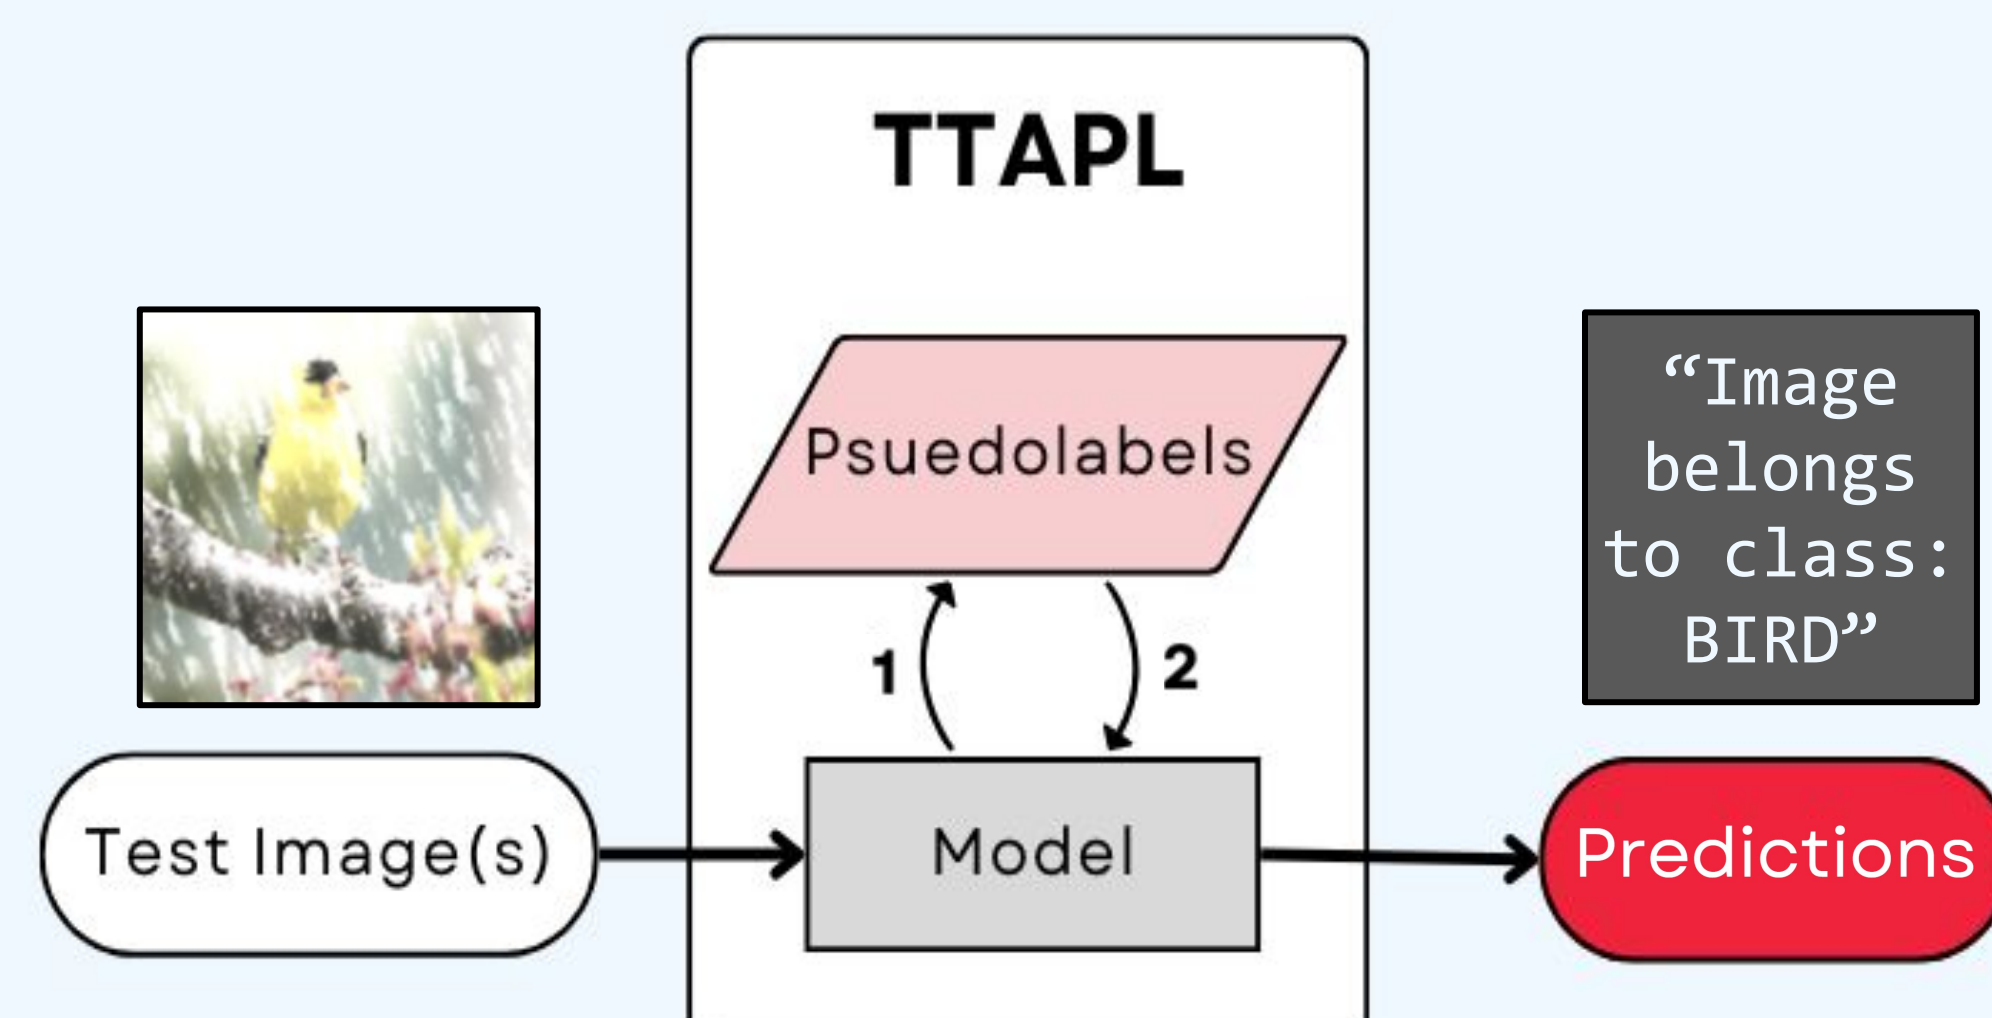 TTAPL
Psuedolabels
1
2
Test Image(s)
Model
“Image
belongs
to class:
BIRD”
Predictions